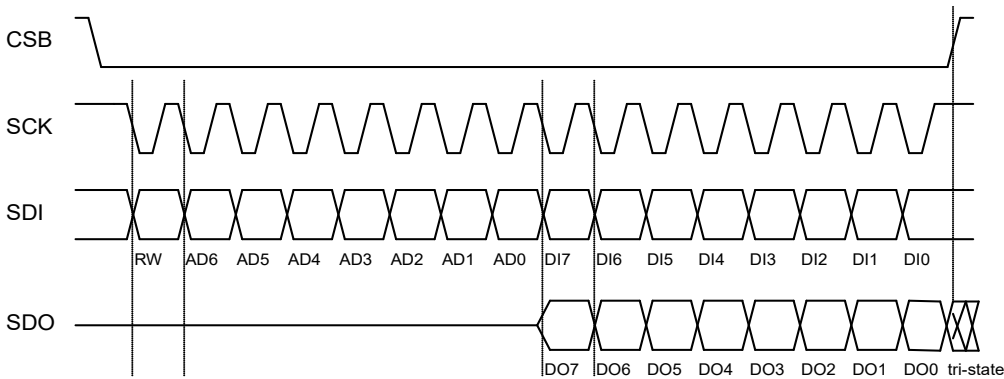 CSB
SCK
SDI
RW AD6 AD5 AD4 AD3 AD2 AD1 AD0 DI7 DI6 DI5 DI4 DI3 DI2 DI1 DI0
SDO
DO7 DO6 DO5 DO4 DO3 DO2 DO1 DO0 tri-state